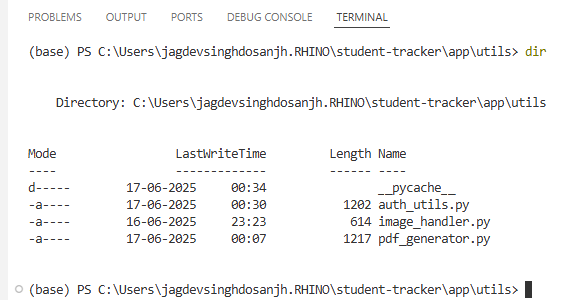 PROBLEMS OUTPUT PORTS DEBUG CONSOLE TERMINAL
(base) PS C:\Users\jagdevsinghdosanjh.RHINO\student-tracker\app\utils> dir
Directory: C:\Users\jagdevsinghdosanjh.RHINO\student-tracker\app\utils
Mode LastWriteTime Length Name
---- ------------- ------ ----
d----- 17-06-2025 00:34 __pycache__
-a---- 17-06-2025 00:30 1202 auth_utils.py
-a---- 16-06-2025 23:23 614 image_handler.py
-a---- 17-06-2025 00:07 1217 pdf_generator.py
(base) PS C:\Users\jagdevsinghdosanjh.RHINO\student-tracker\app\utils>